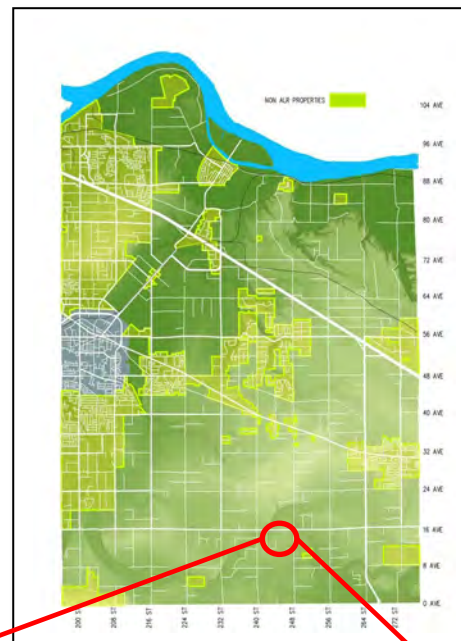 NON ALR PROPERTIES
104 AVE
96 AVE
88 AVE
80 AVE
72 AVE
64 AVE
56 AVE
48 AVE
40 AVE
32 AVE
24 AVE
16 AVE
8 AVE
0 AVE
200 ST
208 ST
216 ST
224 ST
232 ST
240 ST
248 ST
256 ST
264 ST
272 ST